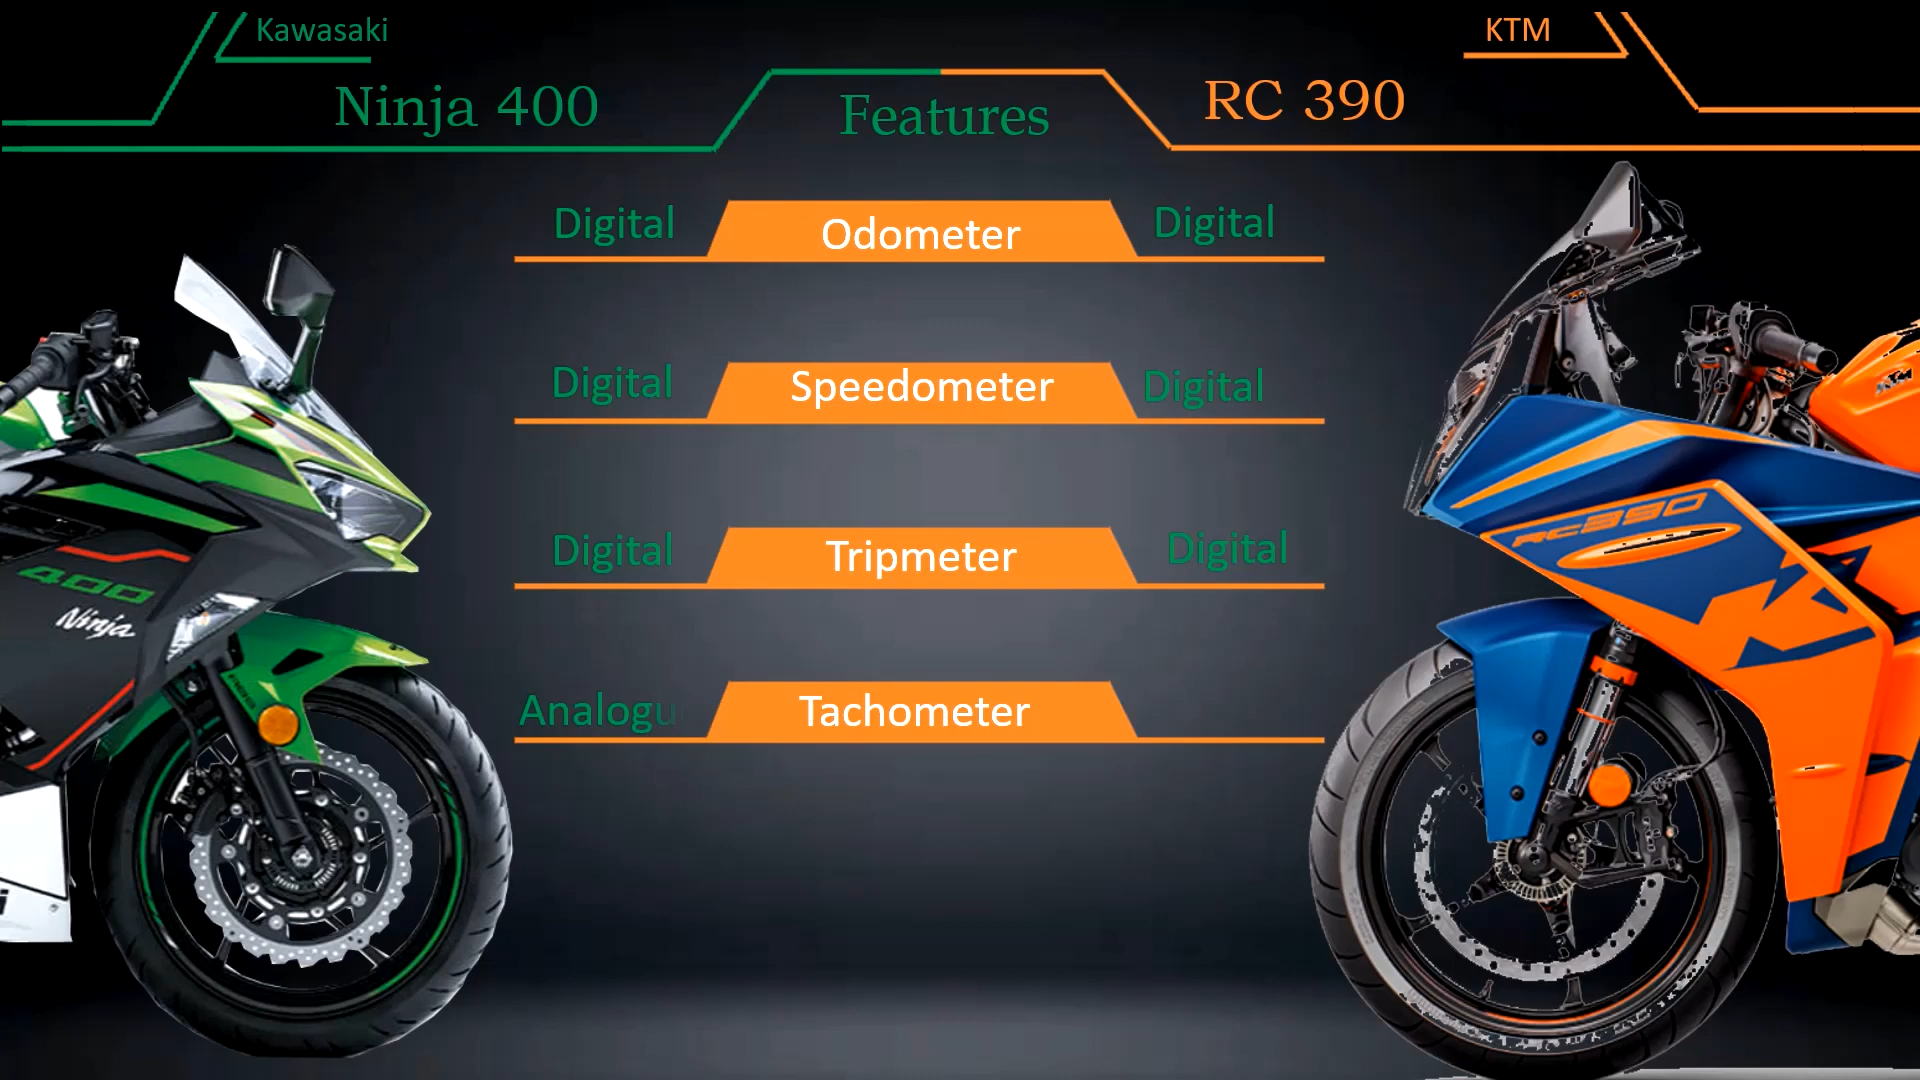 Kawasaki
KTM
Ninja 400
Features
RC 390
Digital Odometer Digital
Digital Speedometer Digital
Digital Tripmeter Digital
Analogu Tachometer
KTM
RC390
400
Ninja